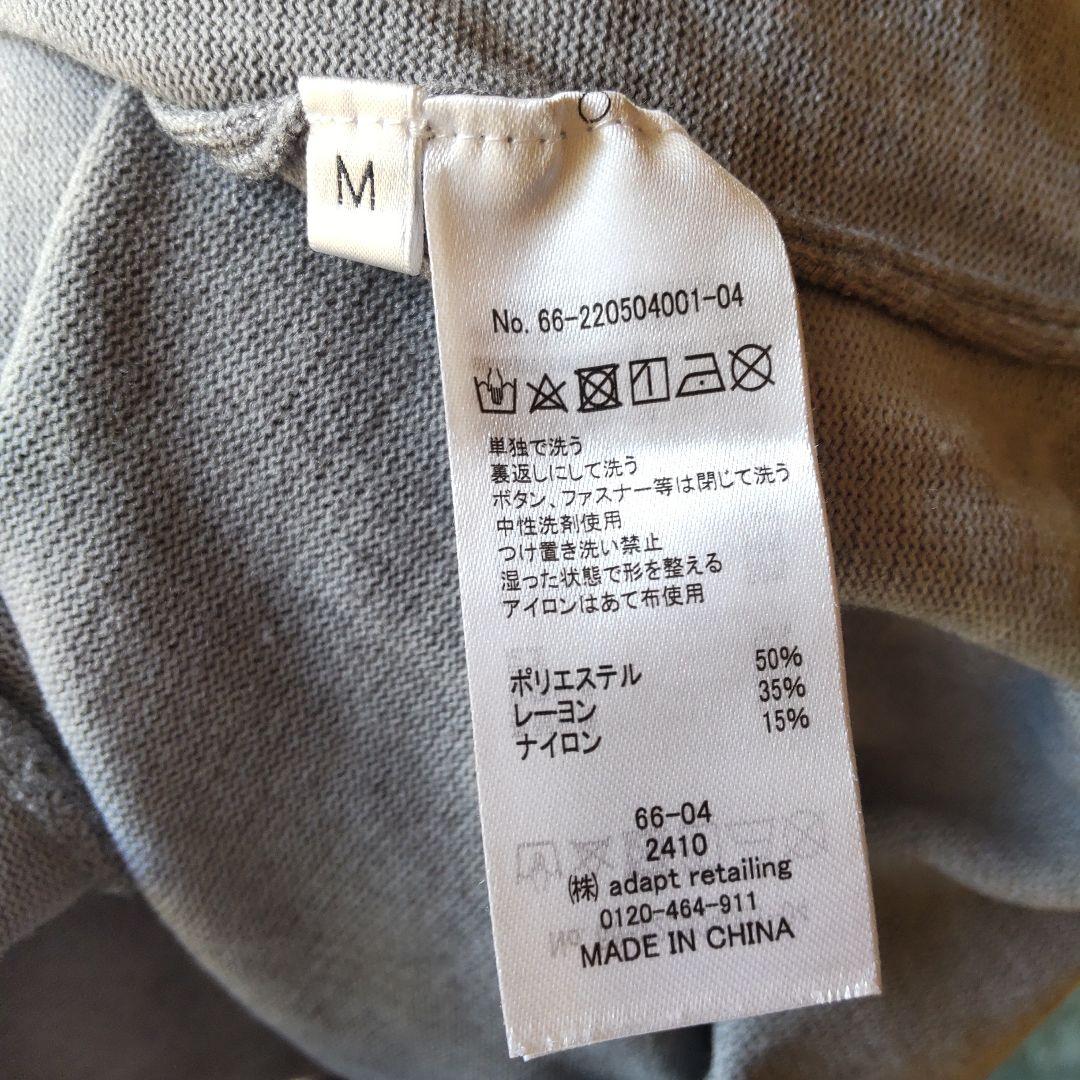 M
No. 66-220504001-04
単独で洗う
裏返しにして洗う
ボタン、ファスナー等は閉じて洗う
中性洗剤使用
つけ置き洗い禁止
湿った状態で形を整える
アイロンはあて布使用
ポリエステル 50%
レーヨン 35%
ナイロン 15%
66-04
2410
㈱ adapt retailing
0120-464-911
MADE IN CHINA